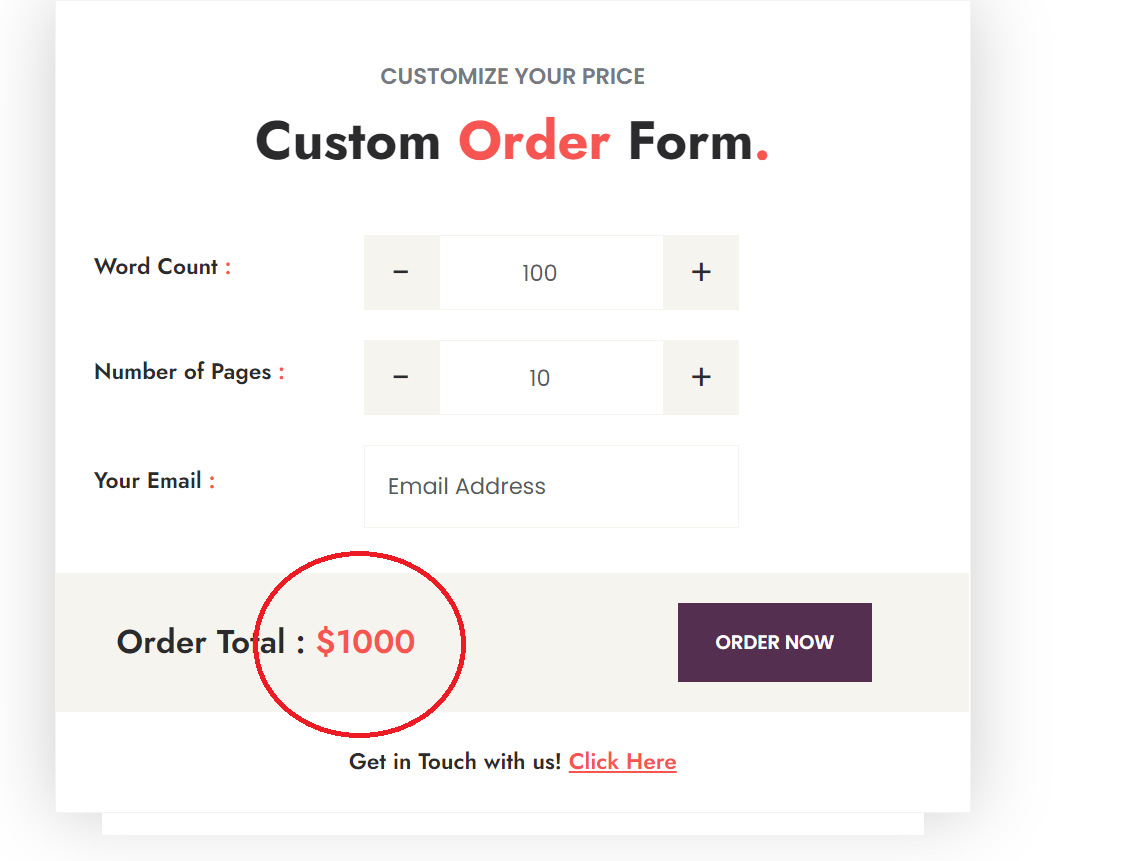 CUSTOMIZE YOUR PRICE
Custom Order Form.
Word Count :
− 100 +
Number of Pages :
− 10 +
Your Email :
Email Address
Order Total : $1000
ORDER NOW
Get in Touch with us! Click Here